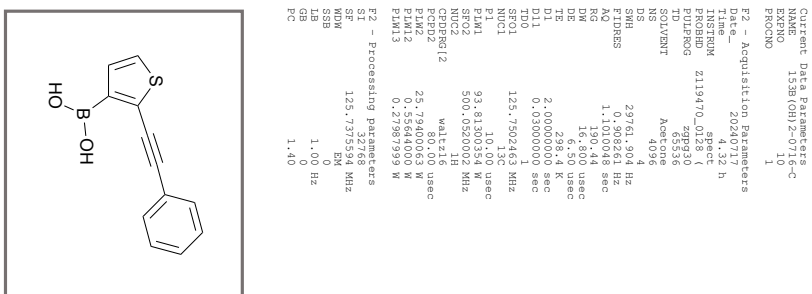 Current Data Parameters
NAME 153B(OH)2-0716-C
EXPNO 10
PROCNO 1
F2 - Acquisition Parameters
Date_ 20240717
Time 4.32 h
INSTRUM spect
PROBHD Z119470_0128 (
PULPROG zgpg30
TD 65536
SOLVENT Acetone
NS 4096
DS 4
SWH 29761.904 Hz
FIDRES 0.908261 Hz
AQ 1.1010048 sec
RG 190.44
DW 16.800 usec
DE 6.50 usec
TE 298.4 K
D1 2.00000000 sec
D11 0.03000000 sec
TD0 1
SFO1 125.7502463 MHz
NUC1 13C
P1 10.00 usec
PLW1 93.81300354 W
SFO2 500.0520002 MHz
NUC2 1H
CPDPRG[2 waltz16
PCPD2 80.00 usec
PLW2 25.79400063 W
PLW12 0.55644000 W
PLW13 0.27987999 W
F2 - Processing parameters
SI 32768
SF 125.7375594 MHz
WDW EM
SSB 0
LB 1.00 Hz
GB 0
PC 1.40
S
B
OH
HO